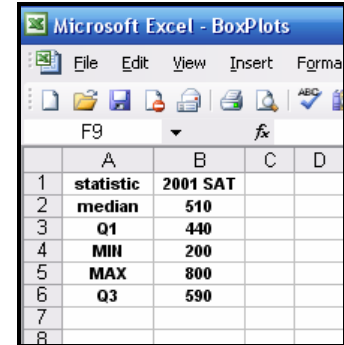 Microsoft Excel - BoxPlots
File Edit View Insert Forma
ABC
F9 fx
A B C D
1 statistic 2001 SAT
2 median 510
3 Q1 440
4 MIN 200
5 MAX 800
6 Q3 590
7
8